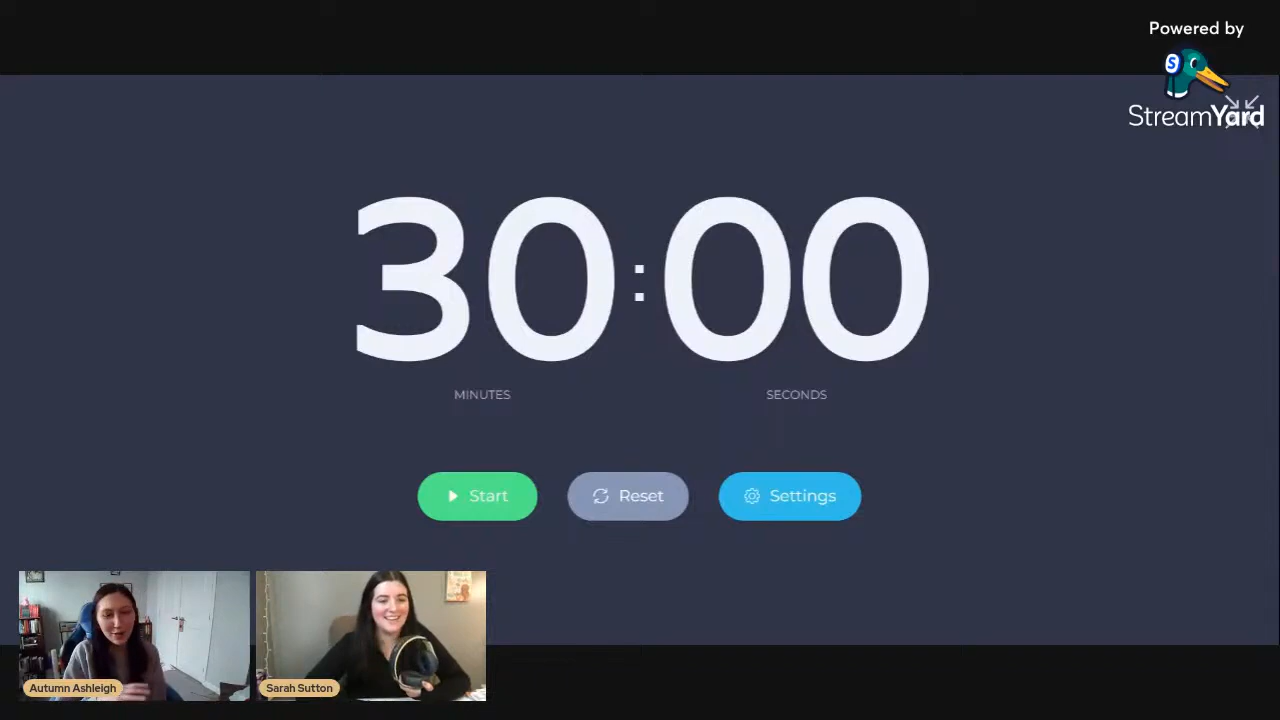 Powered by
S
StreamYard
30:00
MINUTES
SECONDS
Start
Reset
Settings
Autumn Ashleigh
Sarah Sutton